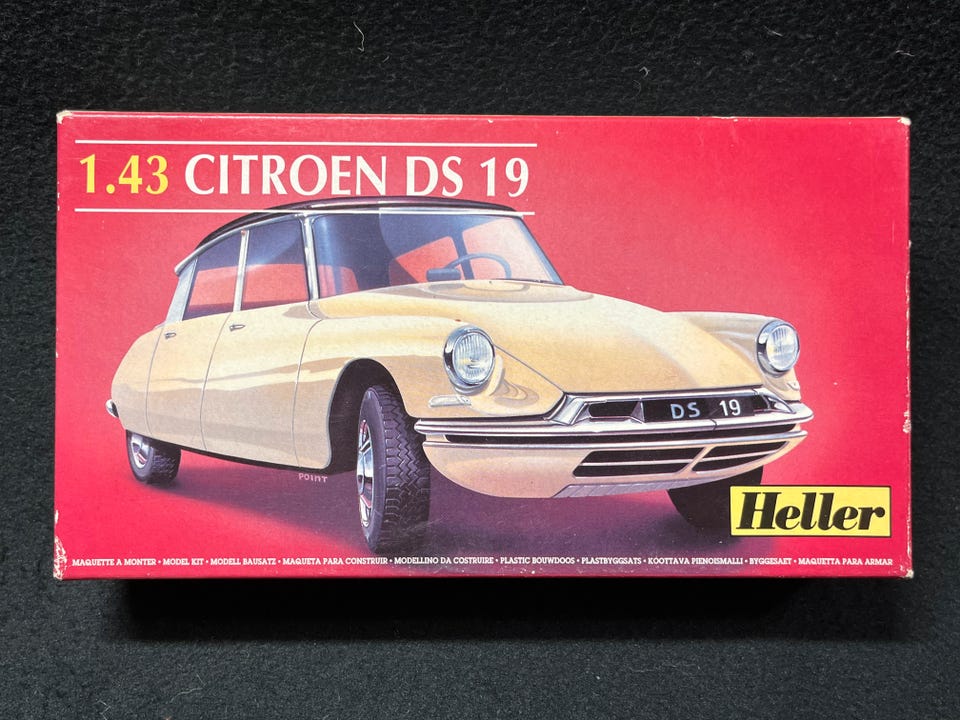 1.43 CITROEN DS 19
DS 19
POINT
Heller
MAQUETTE A MONTER • MODEL KIT • MODELL BAUSATZ • MAQUETA PARA CONSTRUIR • MODELLINO DA COSTRUIRE • PLASTIC BOUWDOOS • PLASTBYGGSATS • KOOTTAVA PIENOISMALLI • BYGGESAET • MAQUETTA PARA ARMAR